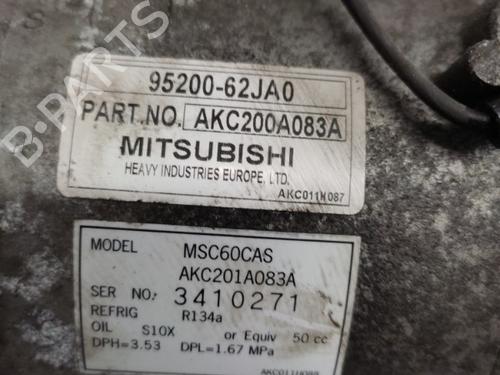 B-PARTS
95200-62JA0
PART.NO. AKC200A083A
MITSUBISHI
HEAVY INDUSTRIES EUROPE, LTD.
AKC011H087
MODEL MSC60CAS
AKC201A083A
SER NO: 3410271
REFRIG R134a
OIL S10X or Equiv 50 cc
DPH=3.53 DPL=1.67 MPa